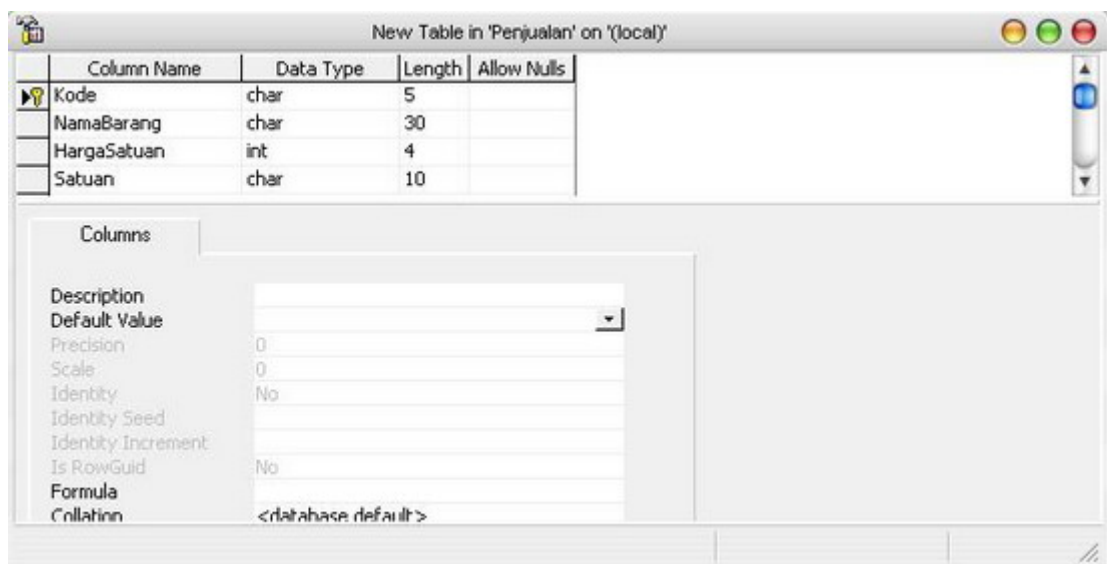 New Table in 'Penjualan' on '(local)'
Column Name Data Type Length Allow Nulls
Kode char 5
NamaBarang char 30
HargaSatuan int 4
Satuan char 10
Columns
Description
Default Value
Precision 0
Scale 0
Identity No
Identity Seed
Identity Increment
Is RowGuid No
Formula
Collation <database default>